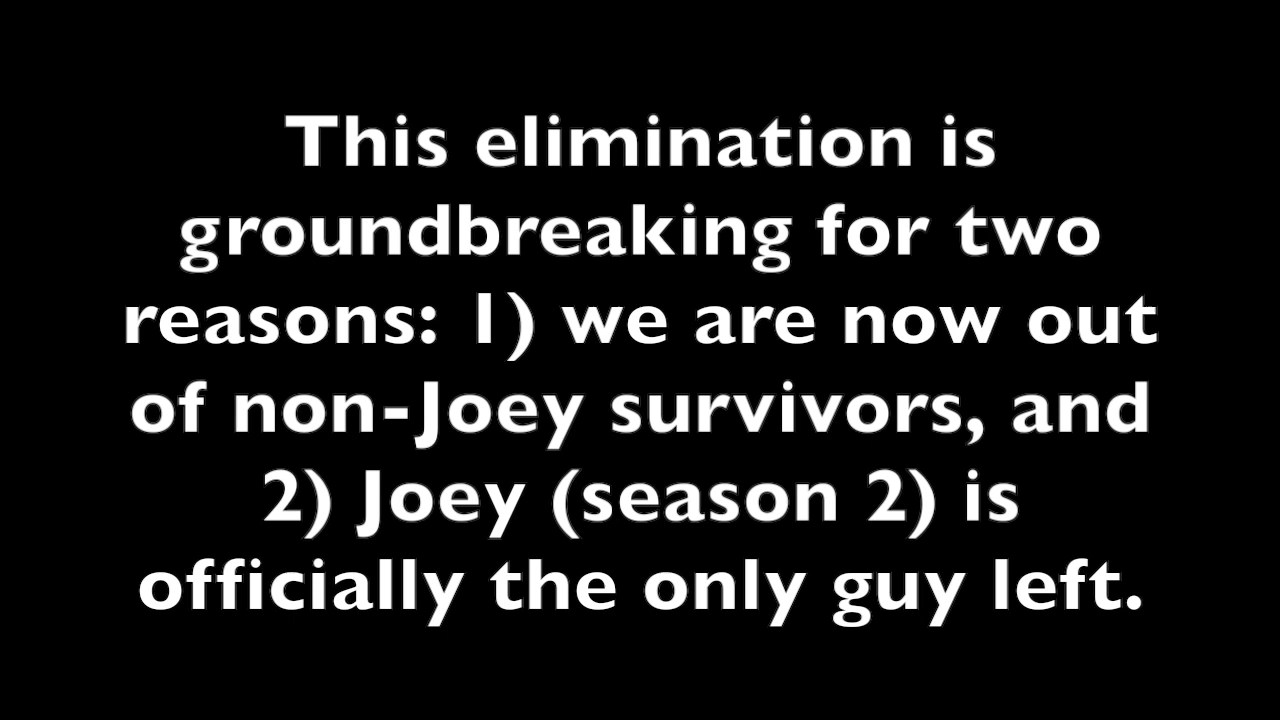 This elimination is
groundbreaking for two
reasons: 1) we are now out
of non-Joey survivors, and
2) Joey (season 2) is
officially the only guy left.